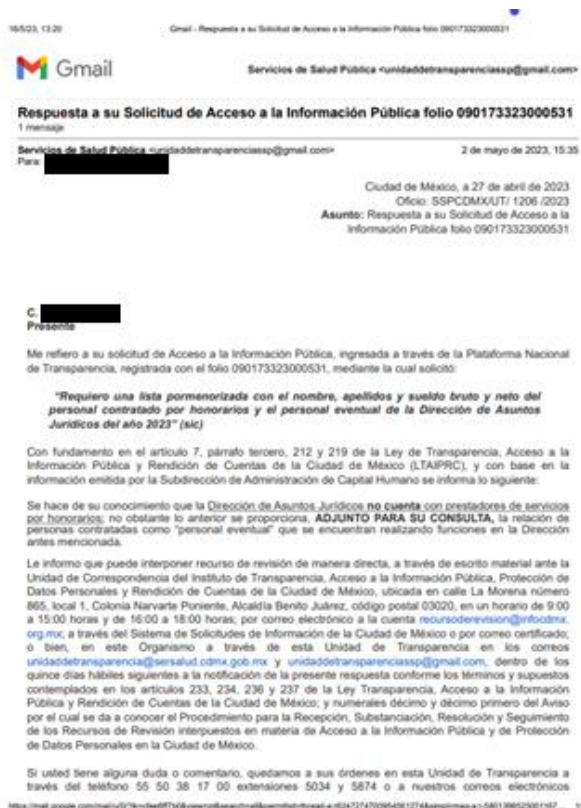 16/5/23, 13:20 Gmail - Respuesta a su Solicitud de Acceso a la Información Pública folio 090173323000531
Gmail
Servicios de Salud Pública <unidaddetransparenciassp@gmail.com>
Respuesta a su Solicitud de Acceso a la Información Pública folio 090173323000531
1 mensaje
Servicios de Salud Pública <unidaddetransparenciassp@gmail.com> 2 de mayo de 2023, 15:35
Para:
Ciudad de México, a 27 de abril de 2023
Oficio: SSPCDMX/UT/ 1206 /2023
Asunto: Respuesta a su Solicitud de Acceso a la
Información Pública folio 090173323000531
C.
Presente
Me refiero a su solicitud de Acceso a la Información Pública, ingresada a través de la Plataforma Nacional
de Transparencia, registrada con el folio 090173323000531, mediante la cual solicitó:
"Requiero una lista pormenorizada con el nombre, apellidos y sueldo bruto y neto del
personal contratado por honorarios y el personal eventual de la Dirección de Asuntos
Jurídicos del año 2023" (sic)
Con fundamento en el artículo 7, párrafo tercero, 212 y 219 de la Ley de Transparencia, Acceso a la
Información Pública y Rendición de Cuentas de la Ciudad de México (LTAIPRC), y con base en la
información emitida por la Subdirección de Administración de Capital Humano se informa lo siguiente:
Se hace de su conocimiento que la Dirección de Asuntos Jurídicos no cuenta con prestadores de servicios
por honorarios; no obstante lo anterior se proporciona, ADJUNTO PARA SU CONSULTA, la relación de
personas contratadas como "personal eventual" que se encuentran realizando funciones en la Dirección
antes mencionada.
Le informo que puede interponer recurso de revisión de manera directa, a través de escrito material ante la
Unidad de Correspondencia del Instituto de Transparencia, Acceso a la Información Pública, Protección de
Datos Personales y Rendición de Cuentas de la Ciudad de México, ubicada en calle La Morena número
865, local 1, Colonia Narvarte Poniente, Alcaldía Benito Juárez, código postal 03020, en un horario de 9:00
a 15:00 horas y de 16:00 a 18:00 horas; por correo electrónico a la cuenta recursoderevision@infocdmx.
org.mx, a través del Sistema de Solicitudes de Información de la Ciudad de México o por correo certificado;
o bien, en este Organismo a través de esta Unidad de Transparencia en los correos
unidaddetransparencia@sersalud.cdmx.gob.mx y unidaddetransparenciassp@gmail.com, dentro de los
quince días hábiles siguientes a la notificación de la presente respuesta conforme los términos y supuestos
contemplados en los artículos 233, 234, 236 y 237 de la Ley Transparencia, Acceso a la Información
Pública y Rendición de Cuentas de la Ciudad de México; y numerales décimo y décimo primero del Aviso
por el cual se da a conocer el Procedimiento para la Recepción, Substanciación, Resolución y Seguimiento
de los Recursos de Revisión interpuestos en materia de Acceso a la Información Pública y de Protección
de Datos Personales en la Ciudad de México.
Si usted tiene alguna duda o comentario, quedamos a sus órdenes en esta Unidad de Transparencia a
través del teléfono 55 50 38 17 00 extensiones 5034 y 5874 o a nuestros correos electrónicos